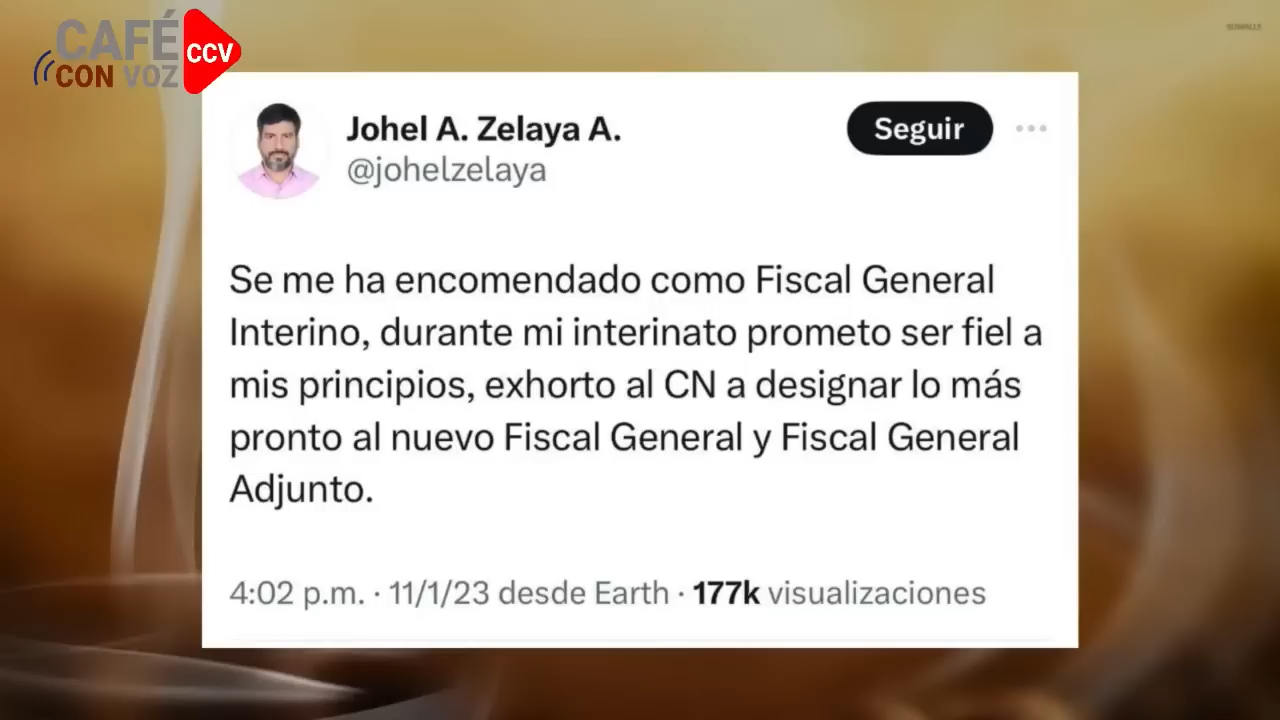 CAFÉ
CON VOZ
CCV
Johel A. Zelaya A.
@johelzelaya
Seguir
Se me ha encomendado como Fiscal General
Interino, durante mi interinato prometo ser fiel a
mis principios, exhorto al CN a designar lo más
pronto al nuevo Fiscal General y Fiscal General
Adjunto.
4:02 p.m. · 11/1/23 desde Earth · 177k visualizaciones